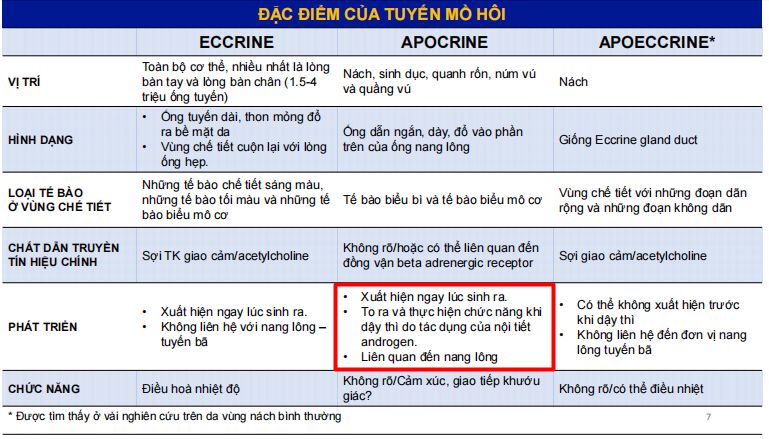 ĐẶC ĐIỂM CỦA TUYẾN MỒ HÔI
ECCRINE APOCRINE APOECCRINE*
VỊ TRÍ
Toàn bộ cơ thể, nhiều nhất là lòng
bàn tay và lòng bàn chân (1.5-4
triệu ống tuyến)
Nách, sinh dục, quanh rốn, núm vú
và quầng vú
Nách
HÌNH DẠNG
• Ống tuyến dài, thon mỏng đổ
ra bề mặt da
• Vùng chế tiết cuộn lại với lòng
ống hẹp.
Ống dẫn ngắn, dày, đổ vào phần
trên của ống nang lông
Giống Eccrine gland duct
LOẠI TẾ BÀO
Ở VÙNG CHẾ TIẾT
Những tế bào chế tiết sáng màu,
những tế bào tối màu và những tế
bào biểu mô cơ
Tế bào biểu bì và tế bào biểu mô cơ
Vùng chế tiết với những đoạn dãn
rộng và những đoạn không dãn
CHẤT DẪN TRUYỀN
TÍN HIỆU CHÍNH
Sợi TK giao cảm/acetylcholine
Không rõ/hoặc có thể liên quan đến
đồng vận beta adrenergic receptor
Sợi giao cảm/acetylcholine
PHÁT TRIỂN
• Xuất hiện ngay lúc sinh ra.
• Không liên hệ với nang lông –
tuyến bã
• Xuất hiện ngay lúc sinh ra.
• To ra và thực hiện chức năng khi
dậy thì do tác dụng của nội tiết
androgen.
• Liên quan đến nang lông
• Có thể không xuất hiện trước
khi dậy thì
• Không liên hệ đến đơn vị nang
lông tuyến bã
CHỨC NĂNG
Điều hoà nhiệt độ
Không rõ/Cảm xúc, giao tiếp khướu
giác?
Không rõ/có thể điều nhiệt
* Được tìm thấy ở vài nghiên cứu trên da vùng nách bình thường
7